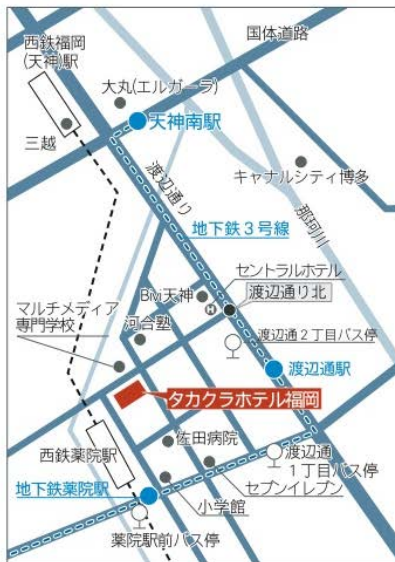 国体道路
西鉄福岡
(天神)駅
大丸(エルガーラ)
天神南駅
三越
渡辺通り
キャナルシティ博多
地下鉄3号線
那珂川
セントラルホテル
Bivi天神
H
渡辺通り北
マルチメディア
専門学校
河合塾
渡辺通2丁目バス停
渡辺通駅
タカクラホテル福岡
佐田病院
西鉄薬院駅
渡辺通
1丁目バス停
地下鉄薬院駅
セブンイレブン
小学館
薬院駅前バス停